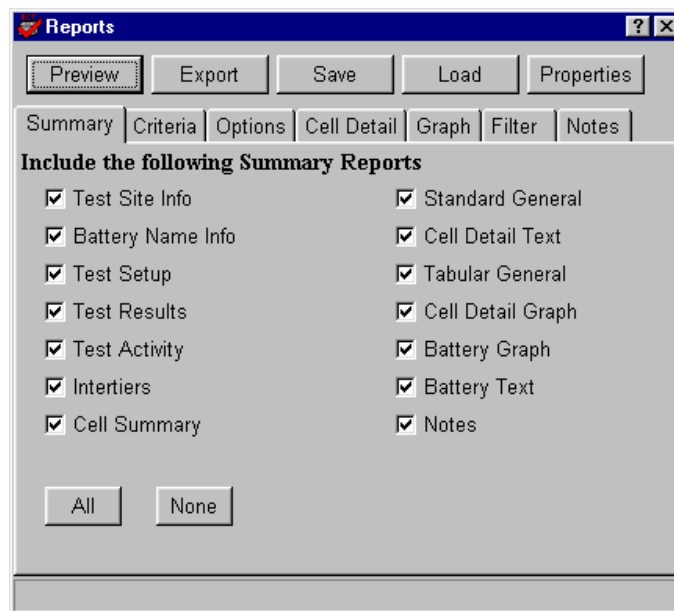 Reports
Preview Export Save Load Properties
Summary Criteria Options Cell Detail Graph Filter Notes
Include the following Summary Reports
Test Site Info Standard General
Battery Name Info Cell Detail Text
Test Setup Tabular General
Test Results Cell Detail Graph
Test Activity Battery Graph
Intertiers Battery Text
Cell Summary Notes
All None